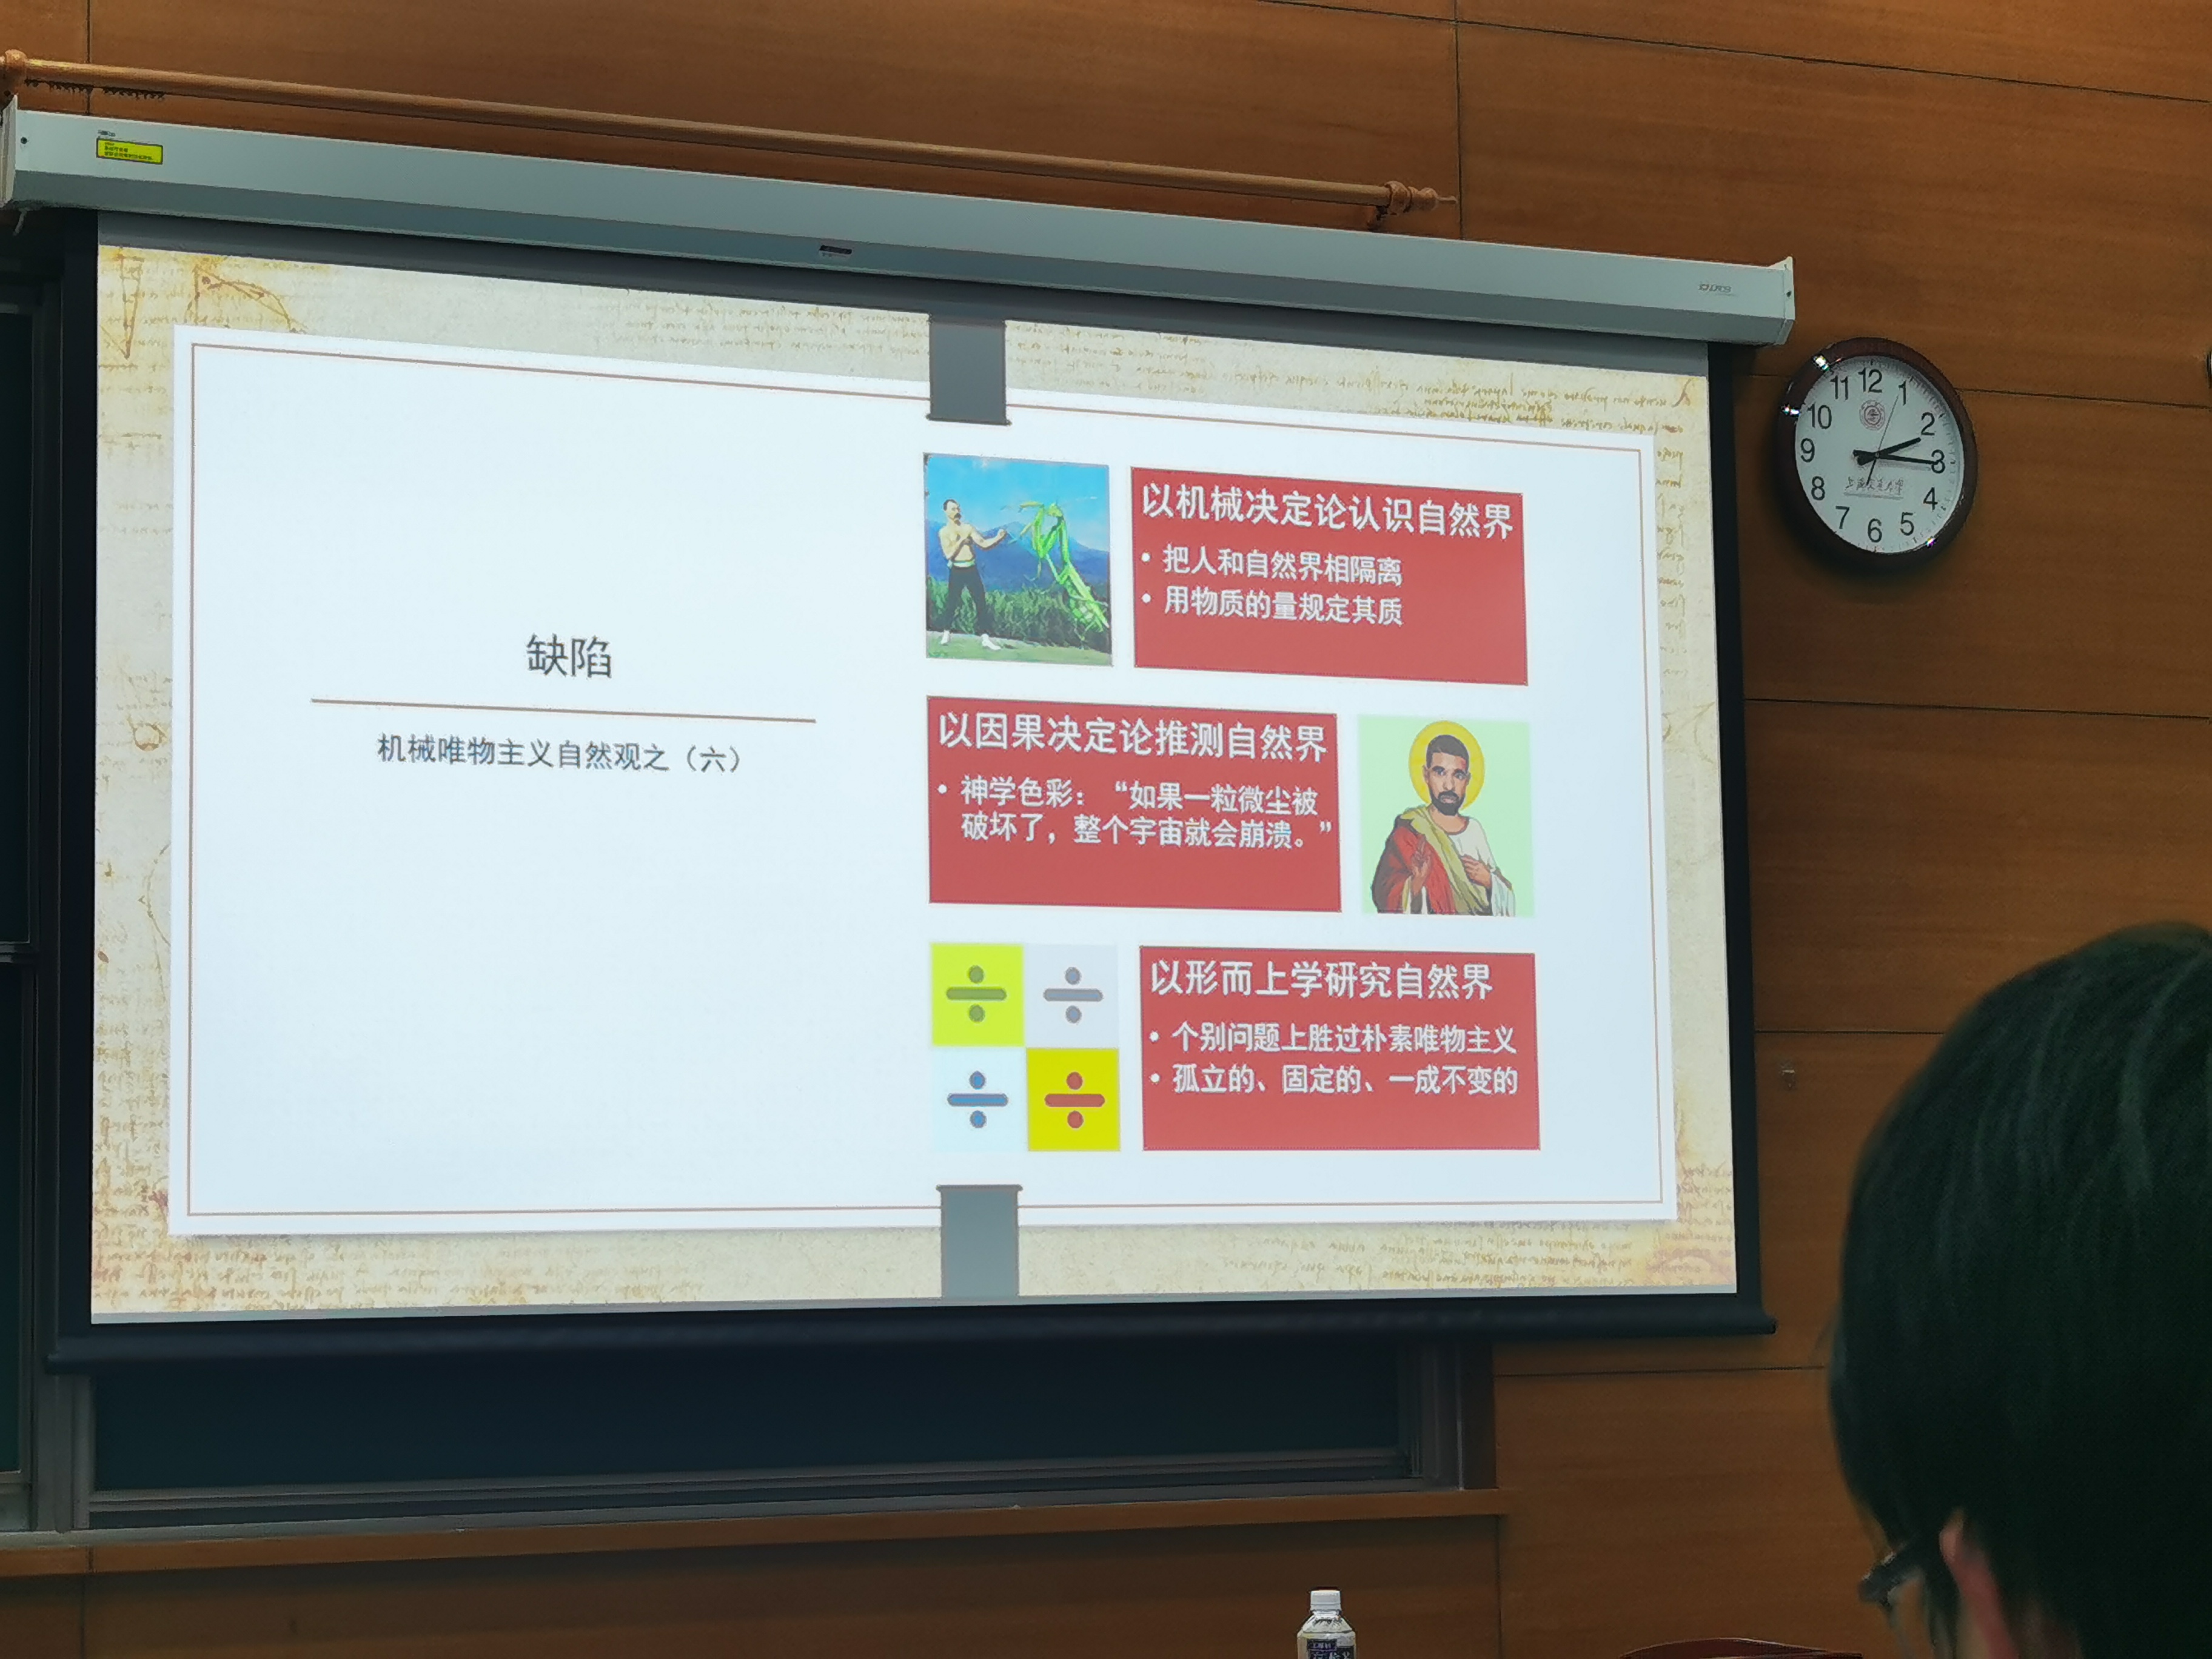 缺陷
机械唯物主义自然观之（六）
以机械决定论认识自然界
• 把人和自然界相隔离
• 用物质的量规定其质
以因果决定论推测自然界
• 神学色彩：“如果一粒微尘被
破坏了，整个宇宙就会崩溃。”
以形而上学研究自然界
• 个别问题上胜过朴素唯物主义
• 孤立的、固定的、一成不变的
12
1
2
3
4
5
6
7
8
9
10
11
上海交通大学